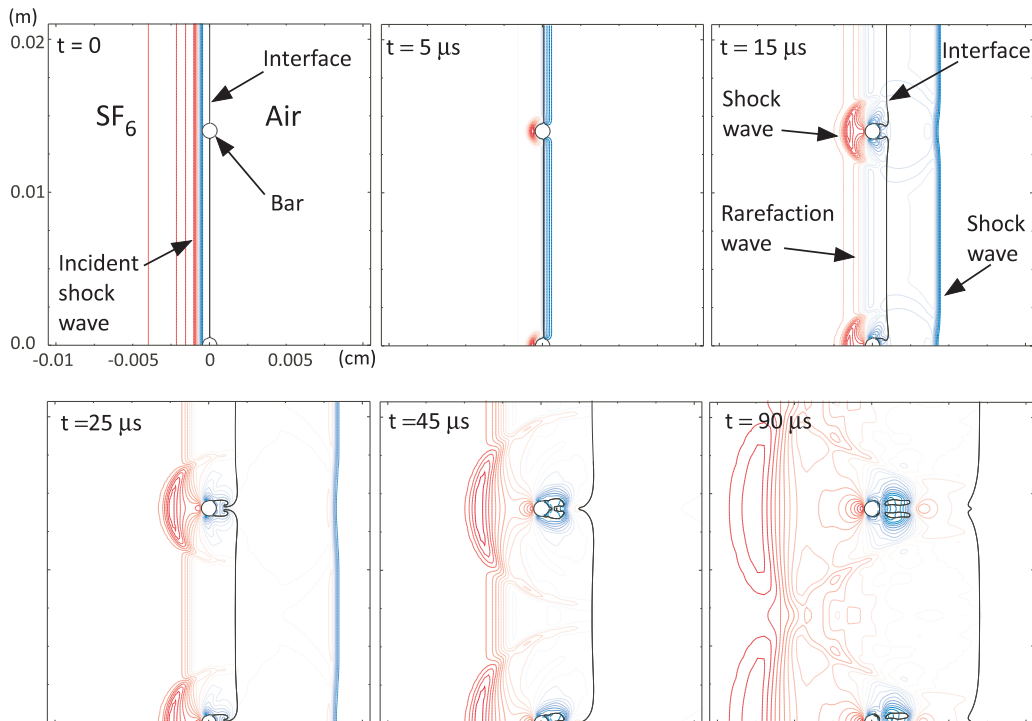 (m)
0.02
t = 0
Interface
SF6
Air
0.01
Bar
Incident
shock
wave
0.0
-0.01
-0.005
0
0.005
(cm)
t = 5 μs
t = 15 μs
Interface
Shock
wave
Rarefaction
wave
Shock
wave
t =25 μs
t =45 μs
t =90 μs